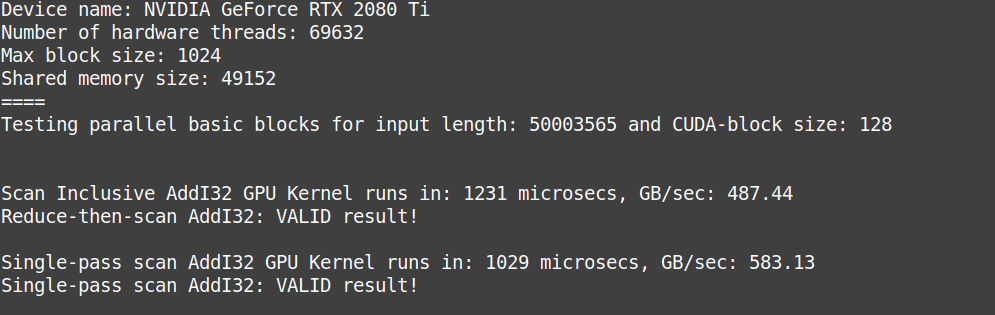 Device name: NVIDIA GeForce RTX 2080 Ti
Number of hardware threads: 69632
Max block size: 1024
Shared memory size: 49152
====
Testing parallel basic blocks for input length: 50003565 and CUDA-block size: 128
Scan Inclusive AddI32 GPU Kernel runs in: 1231 microsecs, GB/sec: 487.44
Reduce-then-scan AddI32: VALID result!
Single-pass scan AddI32 GPU Kernel runs in: 1029 microsecs, GB/sec: 583.13
Single-pass scan AddI32: VALID result!